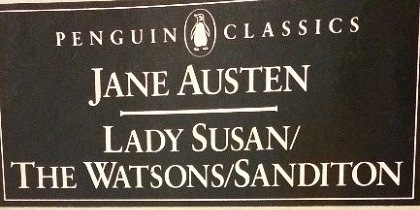 PENGUIN CLASSICS
JANE AUSTEN
LADY SUSAN/
THE WATSONS/SANDITON